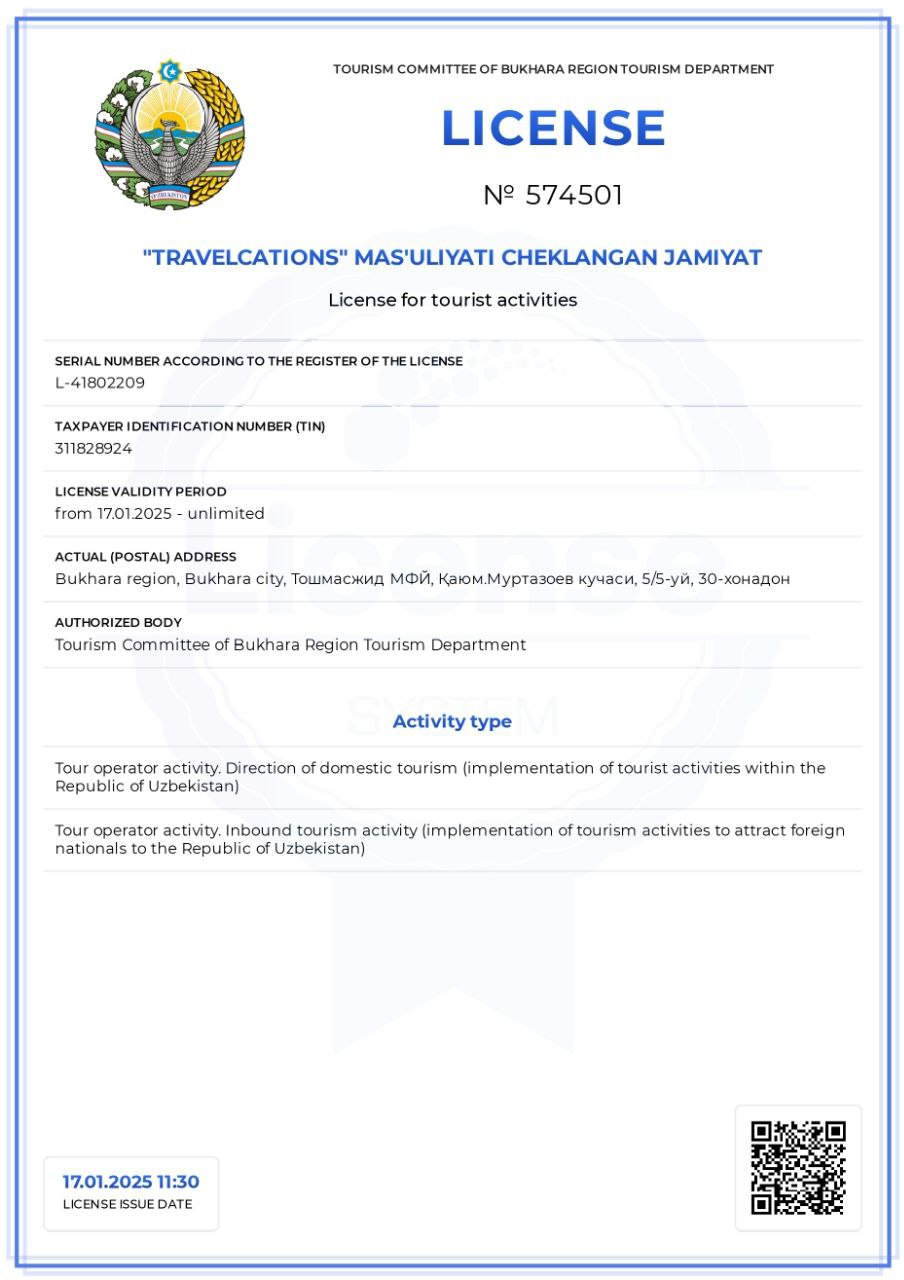 TOURISM COMMITTEE OF BUKHARA REGION TOURISM DEPARTMENT
LICENSE
№ 574501
"TRAVELCATIONS" MAS'ULIYATI CHEKLANGAN JAMIYAT
License for tourist activities
SERIAL NUMBER ACCORDING TO THE REGISTER OF THE LICENSE
L-41802209
TAXPAYER IDENTIFICATION NUMBER (TIN)
311828924
LICENSE VALIDITY PERIOD
from 17.01.2025 - unlimited
ACTUAL (POSTAL) ADDRESS
Bukhara region, Bukhara city, Тошмасжид МФЙ, Қаюм.Муртазоев кучаси, 5/5-уй, 30-хонадон
AUTHORIZED BODY
Tourism Committee of Bukhara Region Tourism Department
License
SYSTEM
Activity type
Tour operator activity. Direction of domestic tourism (implementation of tourist activities within the
Republic of Uzbekistan)
Tour operator activity. Inbound tourism activity (implementation of tourism activities to attract foreign
nationals to the Republic of Uzbekistan)
17.01.2025 11:30
LICENSE ISSUE DATE